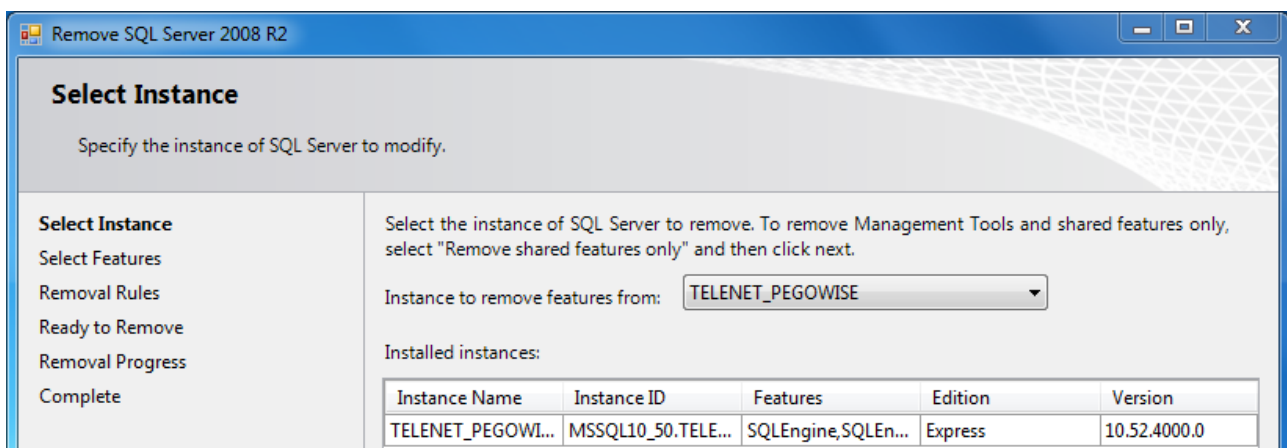 Remove SQL Server 2008 R2
Select Instance
Specify the instance of SQL Server to modify.
Select Instance
Select Features
Removal Rules
Ready to Remove
Removal Progress
Complete
Select the instance of SQL Server to remove. To remove Management Tools and shared features only,
select "Remove shared features only" and then click next.
Instance to remove features from: TELENET_PEGOWISE
Installed instances:
Instance Name Instance ID Features Edition Version
TELENET_PEGOWI... MSSQL10_50.TELE... SQLEngine,SQLEn... Express 10.52.4000.0